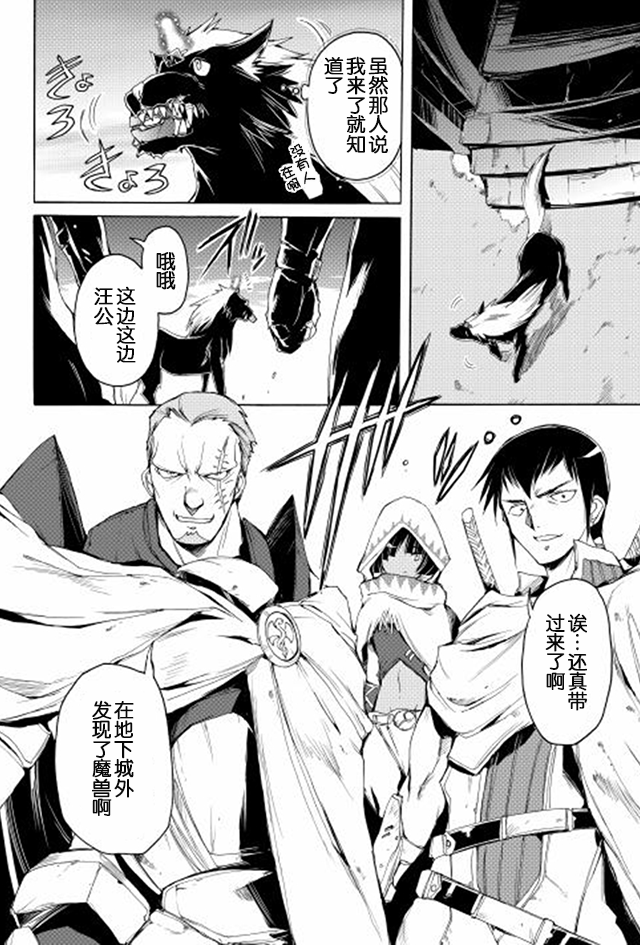 虽然那人说
我来了就知
道了
没有人
在啊
きょろ
きょろ
哦哦
这边这边
汪公
诶…还真带
过来了啊
在地下城外
发现了魔兽啊